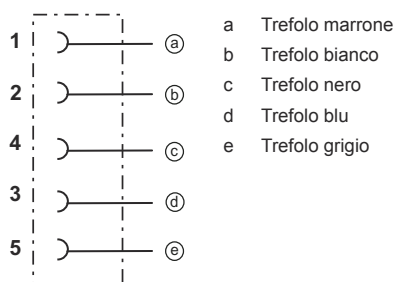 1 ⓐ
2 ⓑ
4 ⓒ
3 ⓓ
5 ⓔ
a Trefolo marrone
b Trefolo bianco
c Trefolo nero
d Trefolo blu
e Trefolo grigio